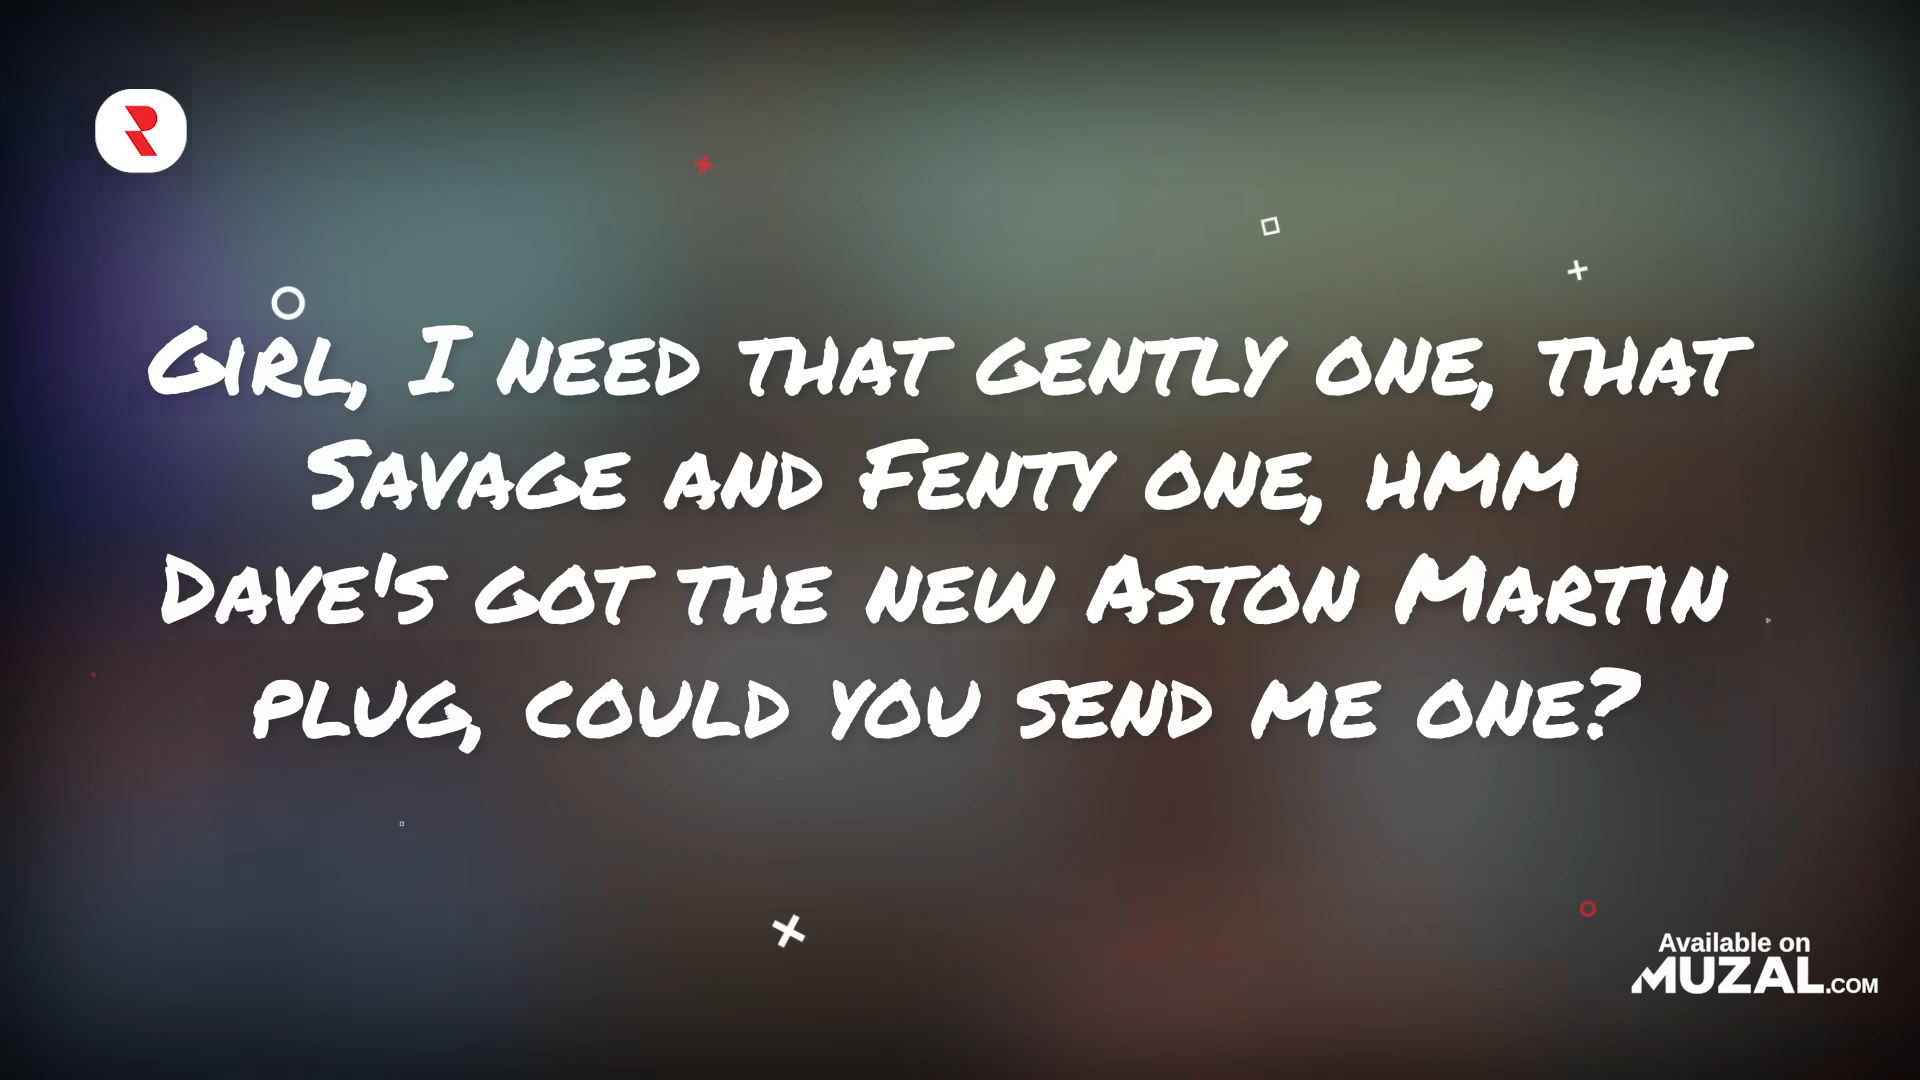 Girl, I need that gently one, that
Savage and Fenty one, hmm
Dave's got the new Aston Martin
plug, could you send me one?
Available on
MUZAL.COM